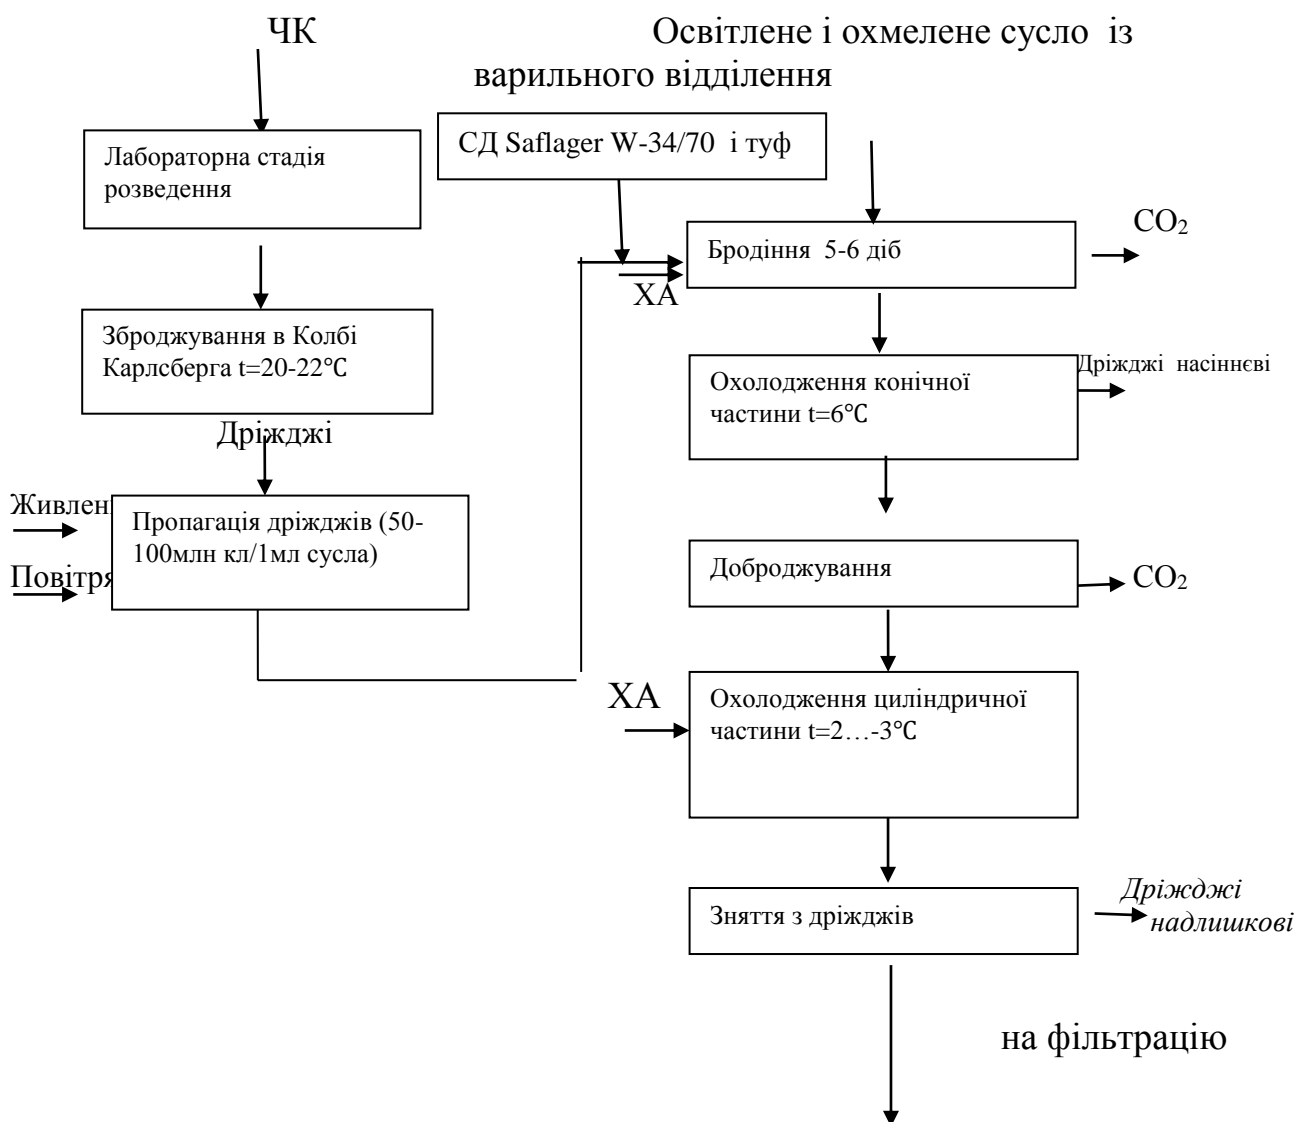 ЧК
Освітлене і охмелене сусло із
варильного відділення
СД Saflager W-34/70 і туф
Лабораторна стадія
розведення
CO₂
Бродіння 5-6 діб
ХА
Зброджування в Колбі
Карлсберга t=20-22℃
Дріжджі насіннєві
Охолодження конічної
частини t=6℃
Дріжджі
Живлен
Пропагація дріжджів (50-
100млн кл/1мл сусла)
Повітря
Доброджування
CO₂
ХА
Охолодження циліндричної
частини t=2…-3℃
Дріжджі
надлишкові
Зняття з дріжджів
на фільтрацію